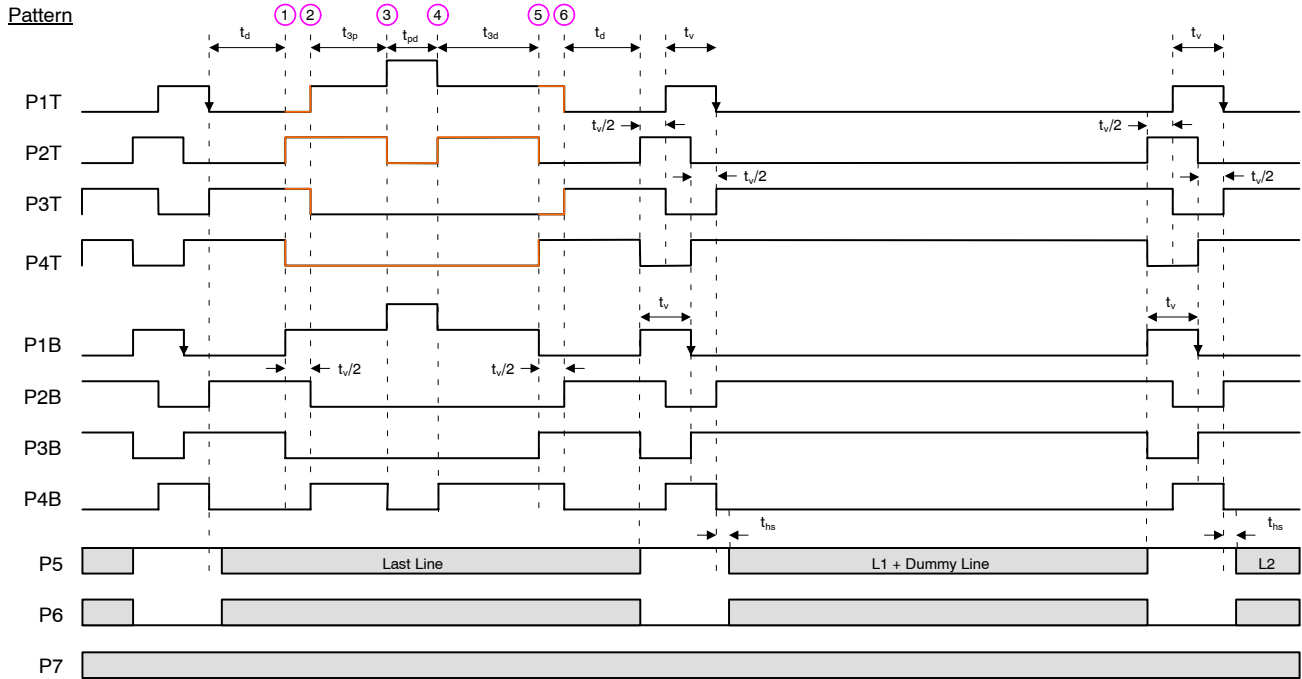 Pattern
1 2 3 4 5 6
td t3p tpd t3d td tv tv
P1T
tv/2 tv/2
P2T
tv/2 tv/2
P3T
P4T
tv tv
P1B
tv/2 tv/2
P2B
P3B
P4B
ths ths
P5 Last Line L1 + Dummy Line L2
P6
P7